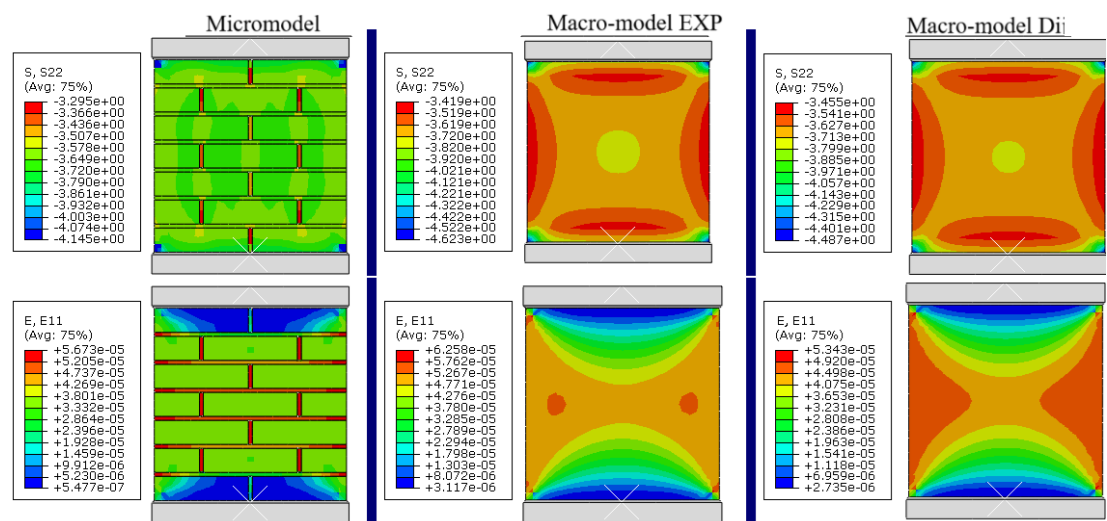 Micromodel
Macro-model EXP
Macro-model Di
S, S22
(Avg: 75%)
-3.295e+00
-3.366e+00
-3.436e+00
-3.507e+00
-3.578e+00
-3.649e+00
-3.720e+00
-3.790e+00
-3.861e+00
-3.932e+00
-4.003e+00
-4.074e+00
-4.145e+00
S, S22
(Avg: 75%)
-3.419e+00
-3.519e+00
-3.619e+00
-3.720e+00
-3.820e+00
-3.920e+00
-4.021e+00
-4.121e+00
-4.221e+00
-4.322e+00
-4.422e+00
-4.522e+00
-4.623e+00
S, S22
(Avg: 75%)
-3.455e+00
-3.541e+00
-3.627e+00
-3.713e+00
-3.799e+00
-3.885e+00
-3.971e+00
-4.057e+00
-4.143e+00
-4.229e+00
-4.315e+00
-4.401e+00
-4.487e+00
E, E11
(Avg: 75%)
+5.673e-05
+5.205e-05
+4.737e-05
+4.269e-05
+3.801e-05
+3.332e-05
+2.864e-05
+2.396e-05
+1.928e-05
+1.460e-05
+9.912e-06
+5.230e-06
+5.477e-07
E, E11
(Avg: 75%)
+6.258e-05
+5.762e-05
+5.267e-05
+4.771e-05
+4.276e-05
+3.780e-05
+3.285e-05
+2.789e-05
+2.294e-05
+1.798e-05
+1.303e-05
+8.072e-06
+3.117e-06
E, E11
(Avg: 75%)
+5.343e-05
+4.920e-05
+4.498e-05
+4.075e-05
+3.653e-05
+3.231e-05
+2.808e-05
+2.386e-05
+1.963e-05
+1.541e-05
+1.118e-05
+6.959e-06
+2.735e-06